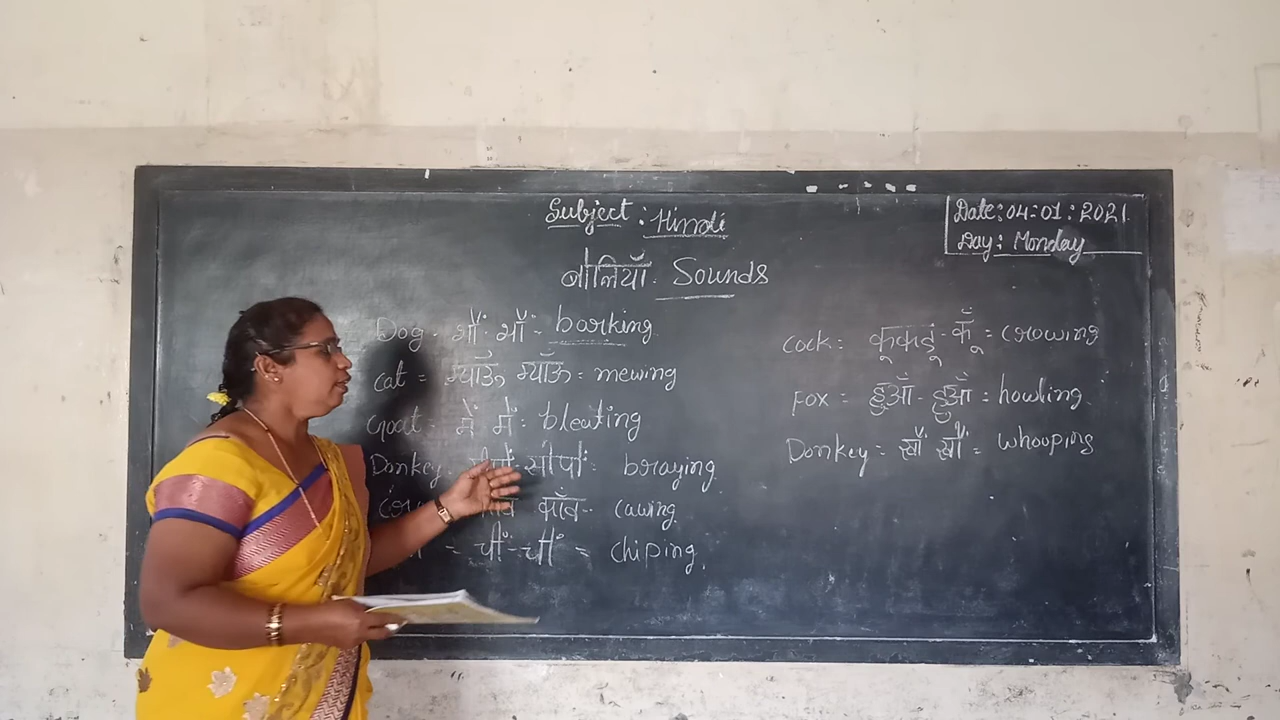 Subject : Hindi
Date: 04:01:2021
Day: Monday
बोलियाँ. Sounds
Dog - भौं. भौं - barking
cat = म्याऊँ म्याऊँ = mewing
Goat - में में : bleating
Donkey - सीपों-सीपों : braying
काँव - cawing
= चीं-चीं = Chiping.
Cock = कूकड़ूं-कूँ = crowing
Fox = हुआँ - हुआँ = howling
Donkey = खों खों = whooping